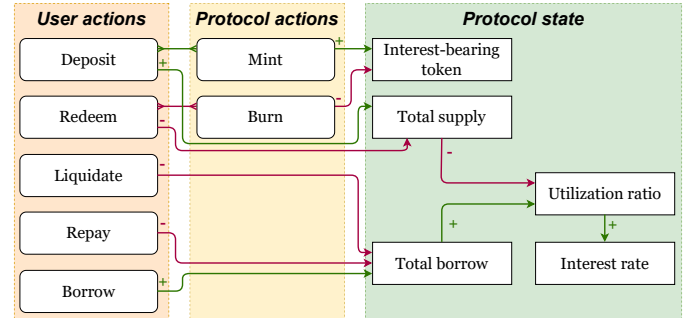 User actions
Protocol actions
Protocol state
Deposit
Mint
Interest-bearing
token
+
+
Redeem
Burn
Total supply
-
-
-
Liquidate
-
Utilization ratio
Repay
-
+
+
Total borrow
Interest rate
Borrow
+